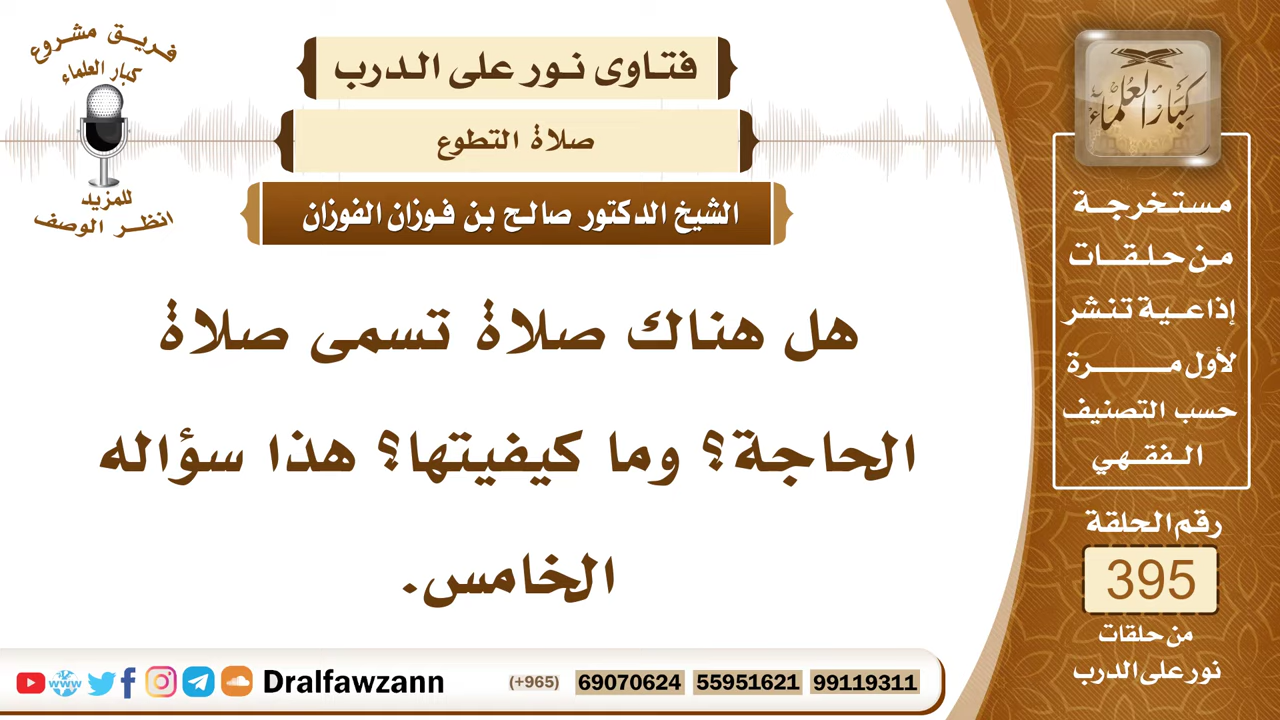 فريق مشروع
كبار العلماء
للمزيد
انظر الوصف
فتاوى نور على الدرب
صلاة التطوع
الشيخ الدكتور صالح بن فوزان الفوزان
هل هناك صلاة تسمى صلاة
الحاجة؟ وما كيفيتها؟ هذا سؤاله
الخامس.
كبار العلماء
مستخرجة
من حلقات
إذاعية تنشر
لأول مرة
حسب التصنيف
الفقهي
رقم الحلقة
395
من حلقات
نور على الدرب
www
Dralfawzann
(+965) 69070624 55951621 99119311